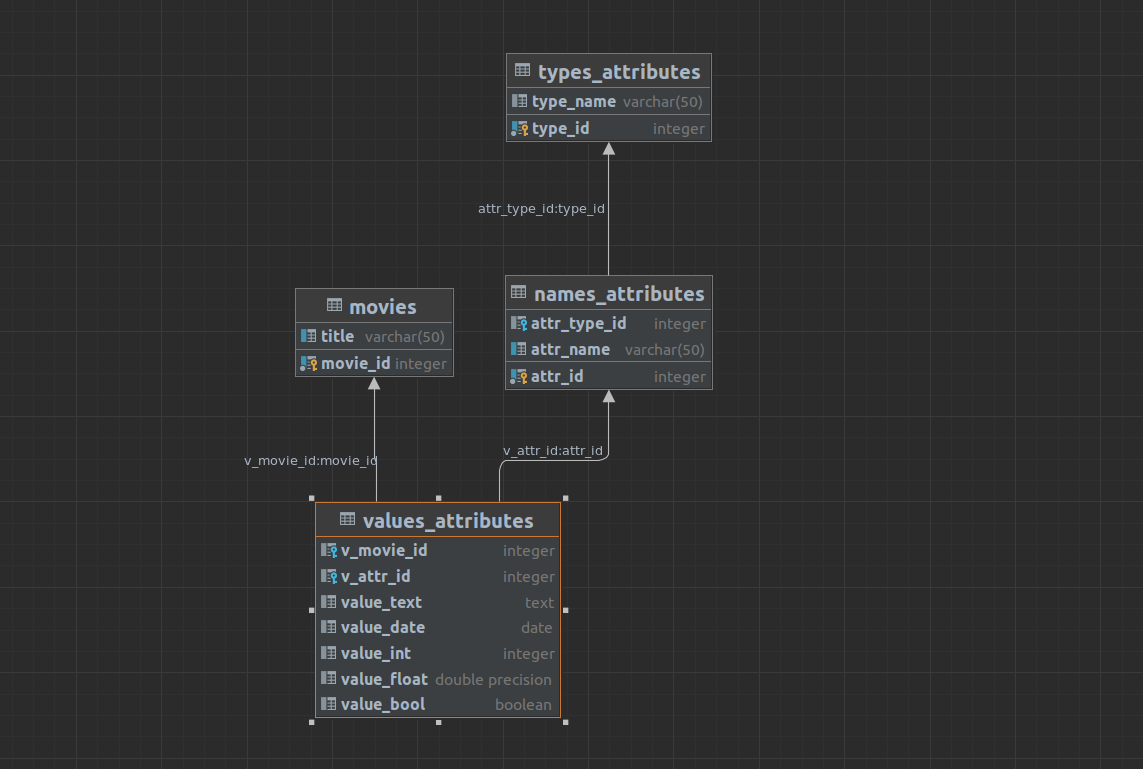 types_attributes
type_name varchar(50)
type_id integer
attr_type_id:type_id
movies
title varchar(50)
movie_id integer
names_attributes
attr_type_id integer
attr_name varchar(50)
attr_id integer
v_movie_id:movie_id
v_attr_id:attr_id
values_attributes
v_movie_id integer
v_attr_id integer
value_text text
value_date date
value_int integer
value_float double precision
value_bool boolean